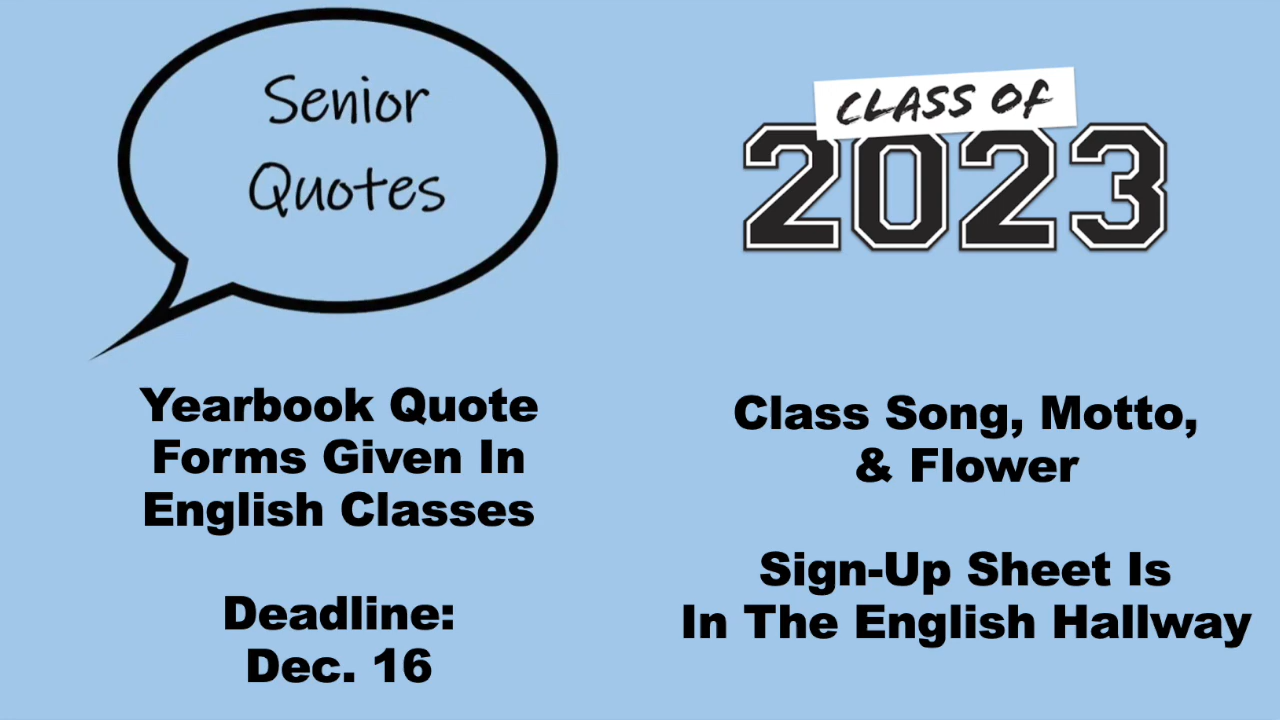 Senior
Quotes
Yearbook Quote
Forms Given In
English Classes
Deadline:
Dec. 16
CLASS OF
2023
Class Song, Motto,
& Flower
Sign-Up Sheet Is
In The English Hallway